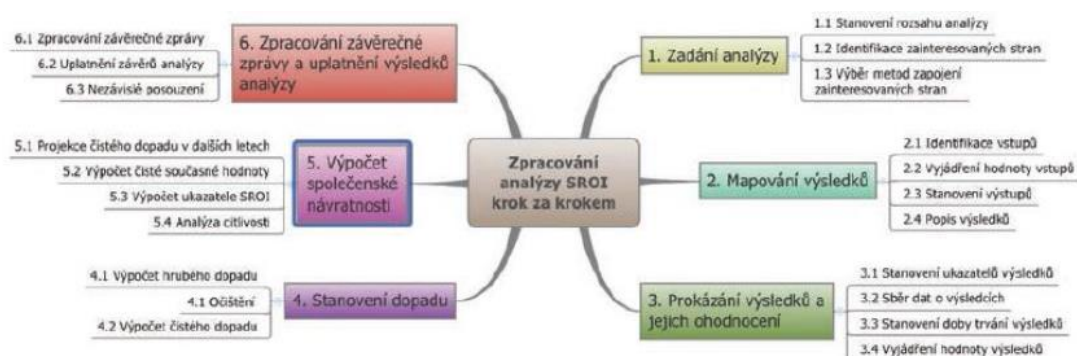 Zpracování
analýzy SROI
krok za krokem
1. Zadání analýzy
1.1 Stanovení rozsahu analýzy
1.2 Identifikace zainteresovaných stran
1.3 Výběr metod zapojení
zainteresovaných stran
2. Mapování výsledků
2.1 Identifikace vstupů
2.2 Vyjádření hodnoty vstupů
2.3 Stanovení výstupů
2.4 Popis výsledků
3. Prokázání výsledků a
jejich ohodnocení
3.1 Stanovení ukazatelů výsledků
3.2 Sběr dat o výsledcích
3.3 Stanovení doby trvání výsledků
3.4 Vyjádření hodnoty výsledků
4. Stanovení dopadu
4.1 Výpočet hrubého dopadu
4.1 Očištění
4.2 Výpočet čistého dopadu
5. Výpočet
společenské
návratnosti
5.1 Projekce čistého dopadu v dalších letech
5.2 Výpočet čisté současné hodnoty
5.3 Výpočet ukazatele SROI
5.4 Analýza citlivosti
6. Zpracování závěrečné
zprávy a uplatnění výsledků
analýzy
6.1 Zpracování závěrečné zprávy
6.2 Uplatnění závěrů analýzy
6.3 Nezávislé posouzení